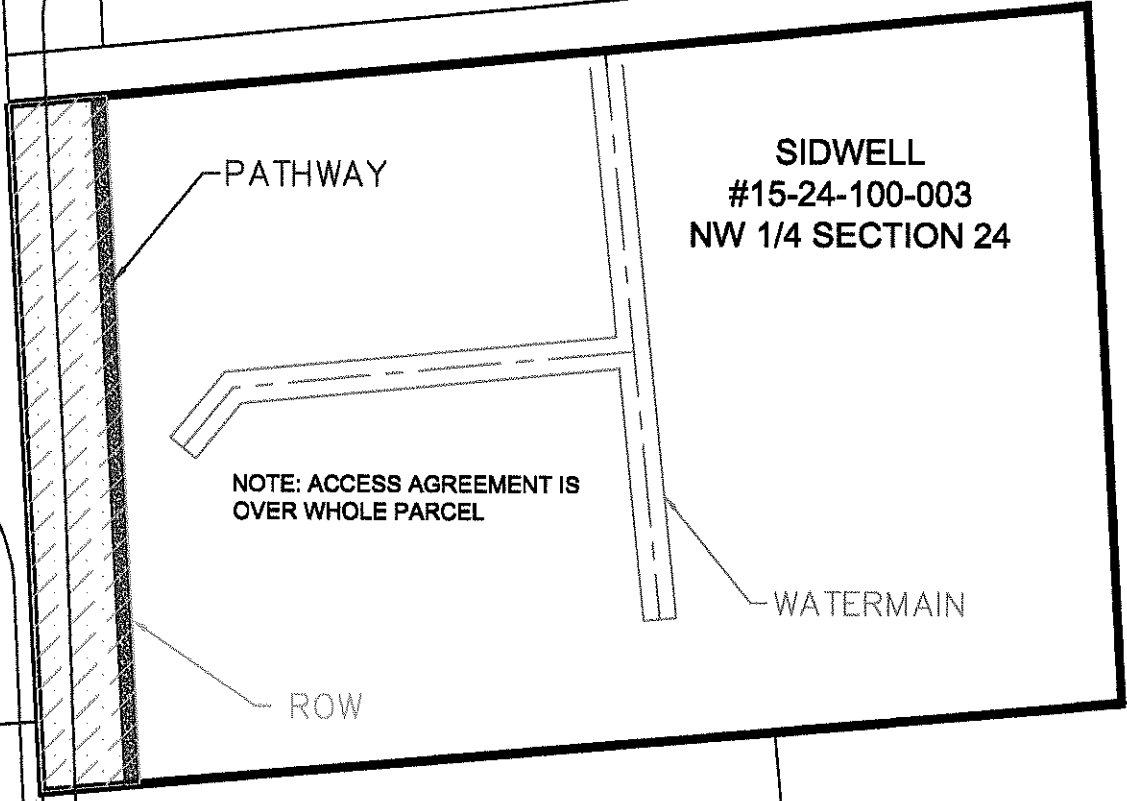 SIDWELL
#15-24-100-003
NW 1/4 SECTION 24
PATHWAY
NOTE: ACCESS AGREEMENT IS
OVER WHOLE PARCEL
WATERMAIN
ROW